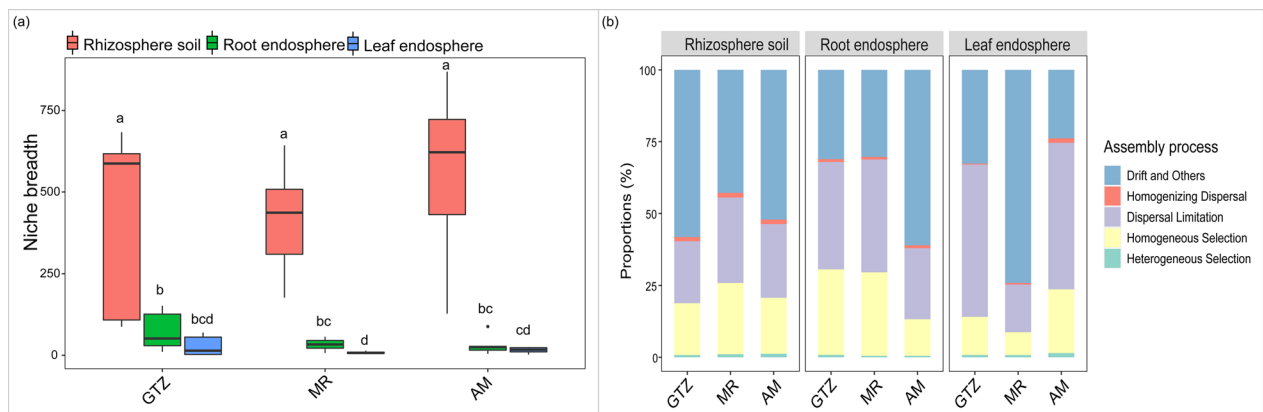 (a)
Rhizosphere soil Root endosphere Leaf endosphere
Niche breadth
750
500
250
0
a
b
bcd
a
bc
d
a
bc
cd
GTZ MR AM
(b)
Rhizosphere soil Root endosphere Leaf endosphere
Proportions (%)
100
75
50
25
0
GTZ MR AM GTZ MR AM GTZ MR AM
Assembly process
Drift and Others
Homogenizing Dispersal
Dispersal Limitation
Homogeneous Selection
Heterogeneous Selection